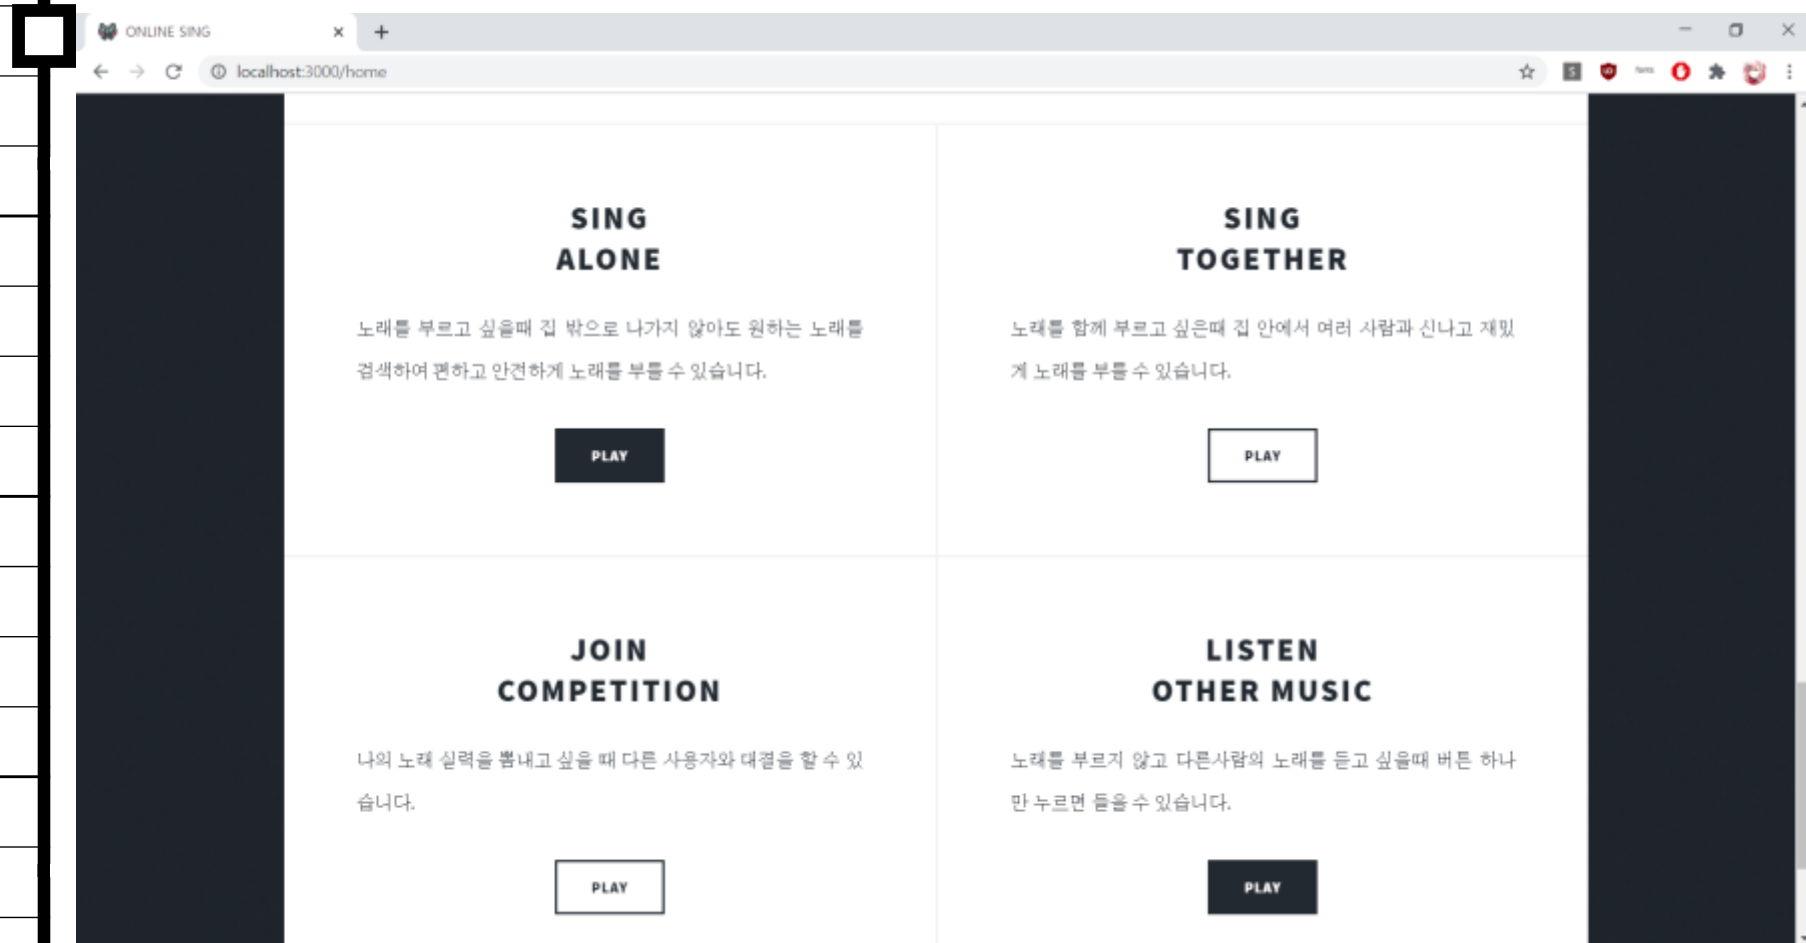 ONLINE SING
localhost:3000/home
SING
ALONE
노래를 부르고 싶을때 집 밖으로 나가지 않아도 원하는 노래를
검색하여 편하고 안전하게 노래를 부를 수 있습니다.
PLAY
SING
TOGETHER
노래를 함께 부르고 싶은때 집 안에서 여러 사람과 신나고 재밌
게 노래를 부를 수 있습니다.
PLAY
JOIN
COMPETITION
나의 노래 실력을 뽐내고 싶을 때 다른 사용자와 대결을 할 수 있
습니다.
PLAY
LISTEN
OTHER MUSIC
노래를 부르지 않고 다른사람의 노래를 듣고 싶을때 버튼 하나
만 누르면 들을 수 있습니다.
PLAY